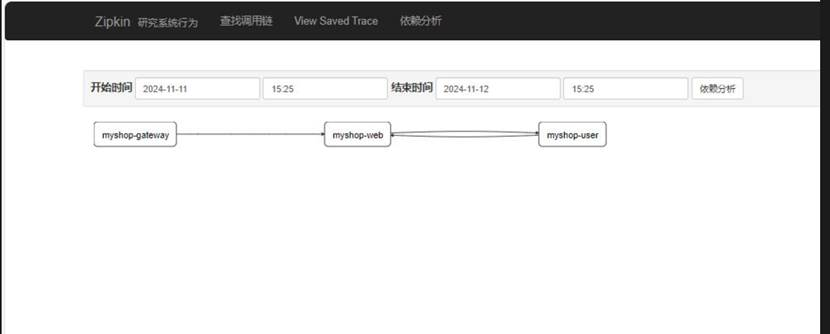 Zipkin 研究系统行为 查找调用链 View Saved Trace 依赖分析
开始时间 2024-11-11 15:25 结束时间 2024-11-12 15:25 依赖分析
myshop-gateway myshop-web myshop-user